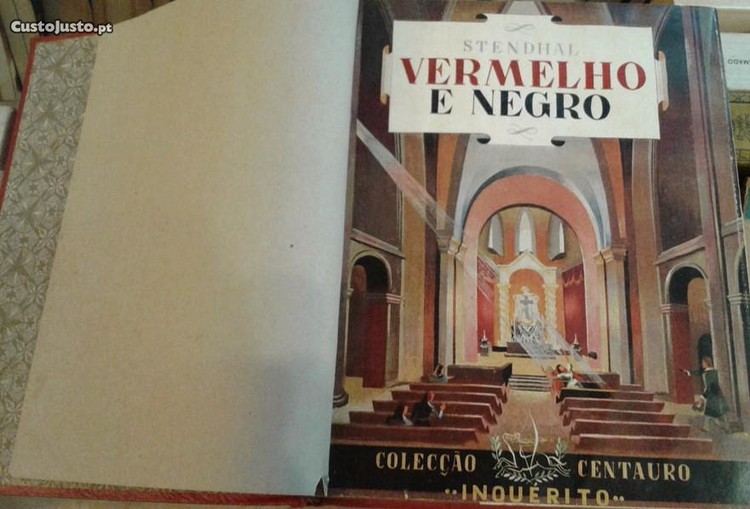 CustoJusto.pt
STENDHAL
VERMELHO
E NEGRO
COLECÇÃO CENTAURO
"INQUÉRITO"